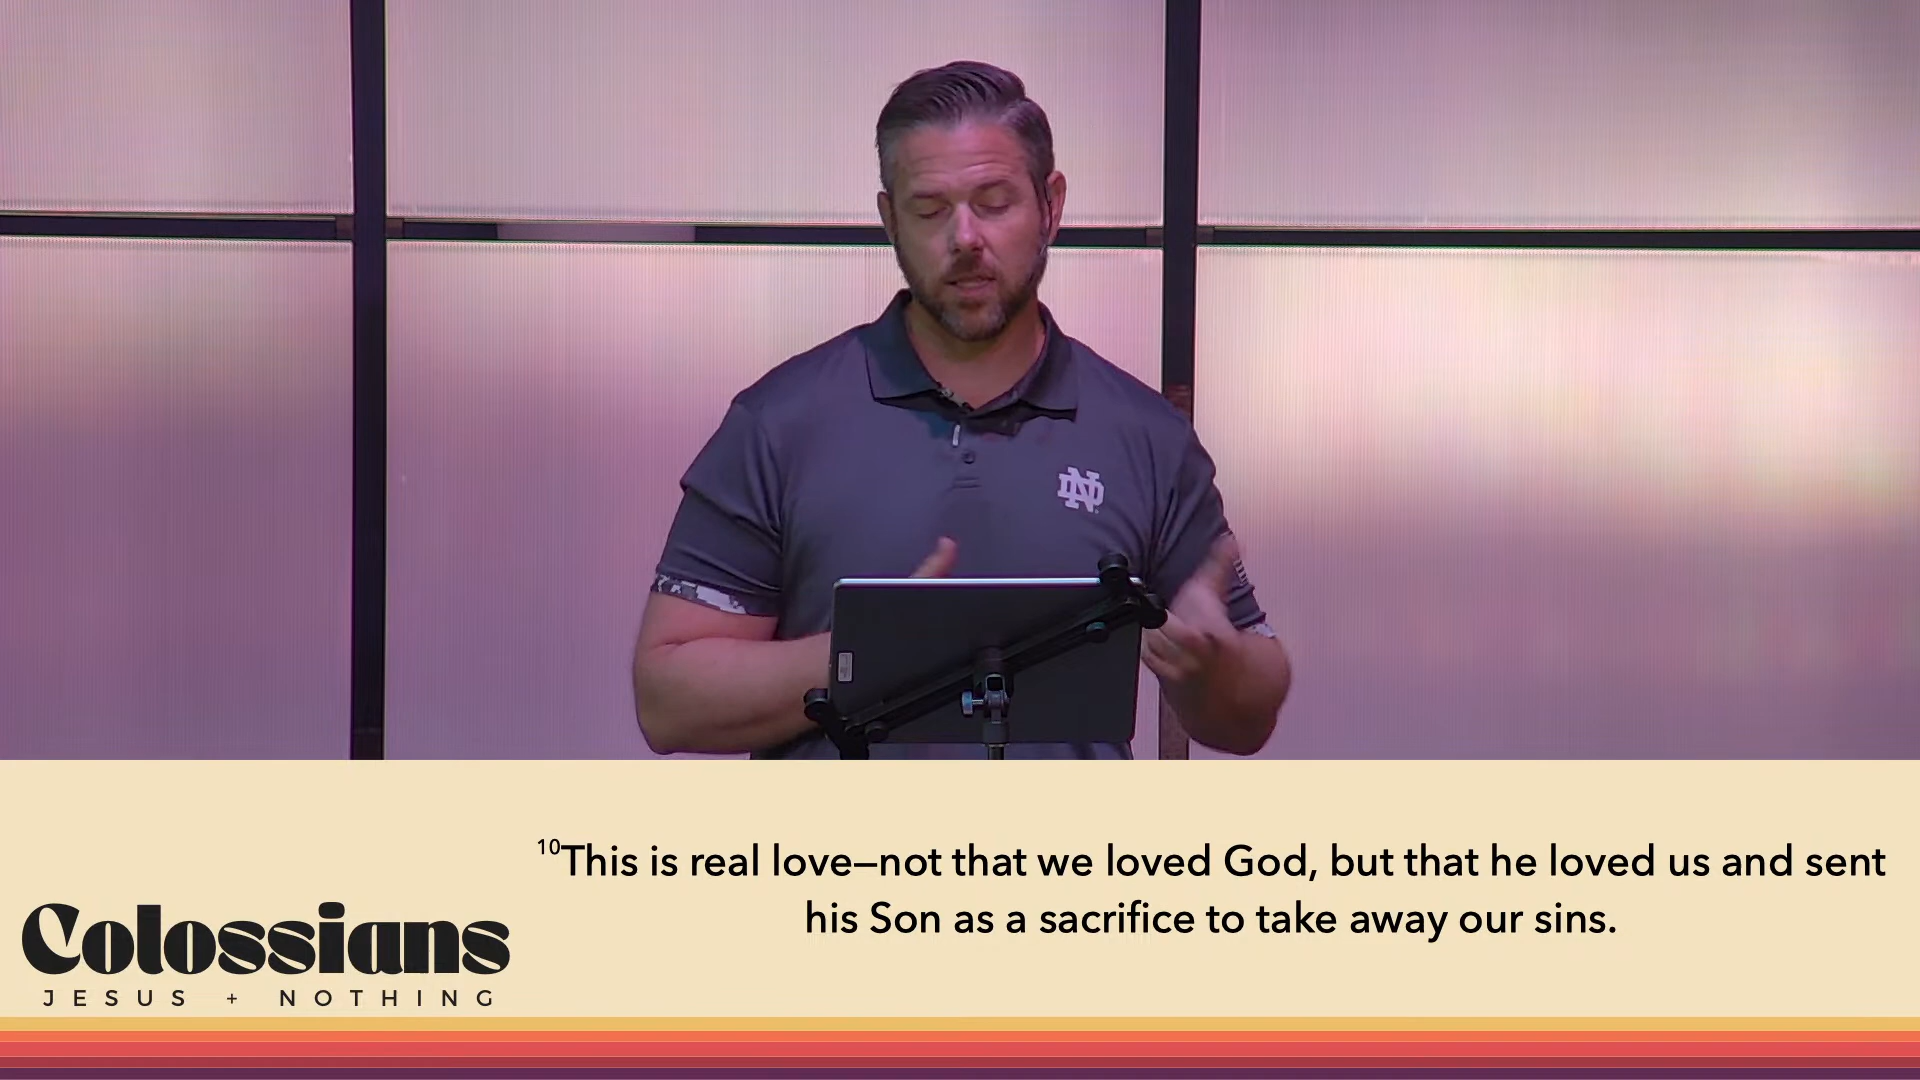 ND
¹⁰This is real love—not that we loved God, but that he loved us and sent
his Son as a sacrifice to take away our sins.
Colossians
JESUS + NOTHING